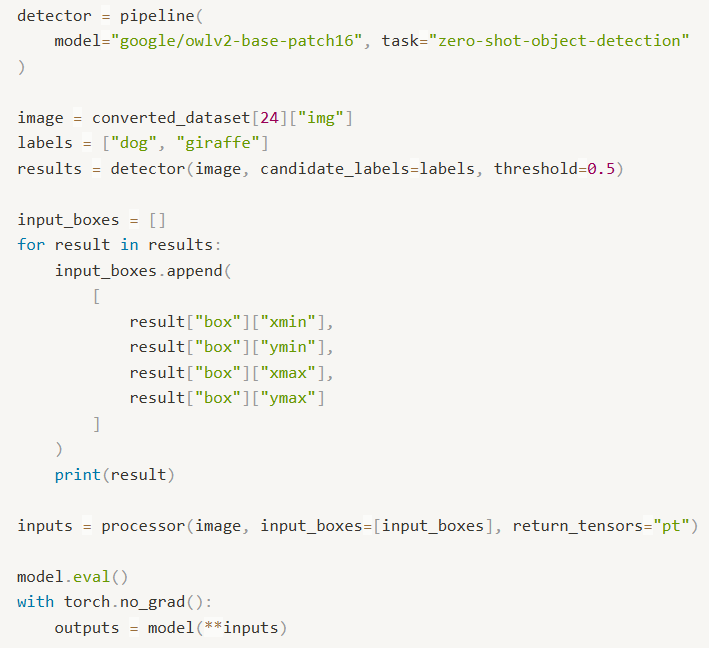 detector = pipeline(
    model="google/owlv2-base-patch16", task="zero-shot-object-detection"
)

image = converted_dataset[24]["img"]
labels = ["dog", "giraffe"]
results = detector(image, candidate_labels=labels, threshold=0.5)

input_boxes = []
for result in results:
    input_boxes.append(
        [
            result["box"]["xmin"],
            result["box"]["ymin"],
            result["box"]["xmax"],
            result["box"]["ymax"]
        ]
    )
    print(result)

inputs = processor(image, input_boxes=[input_boxes], return_tensors="pt")

model.eval()
with torch.no_grad():
    outputs = model(**inputs)